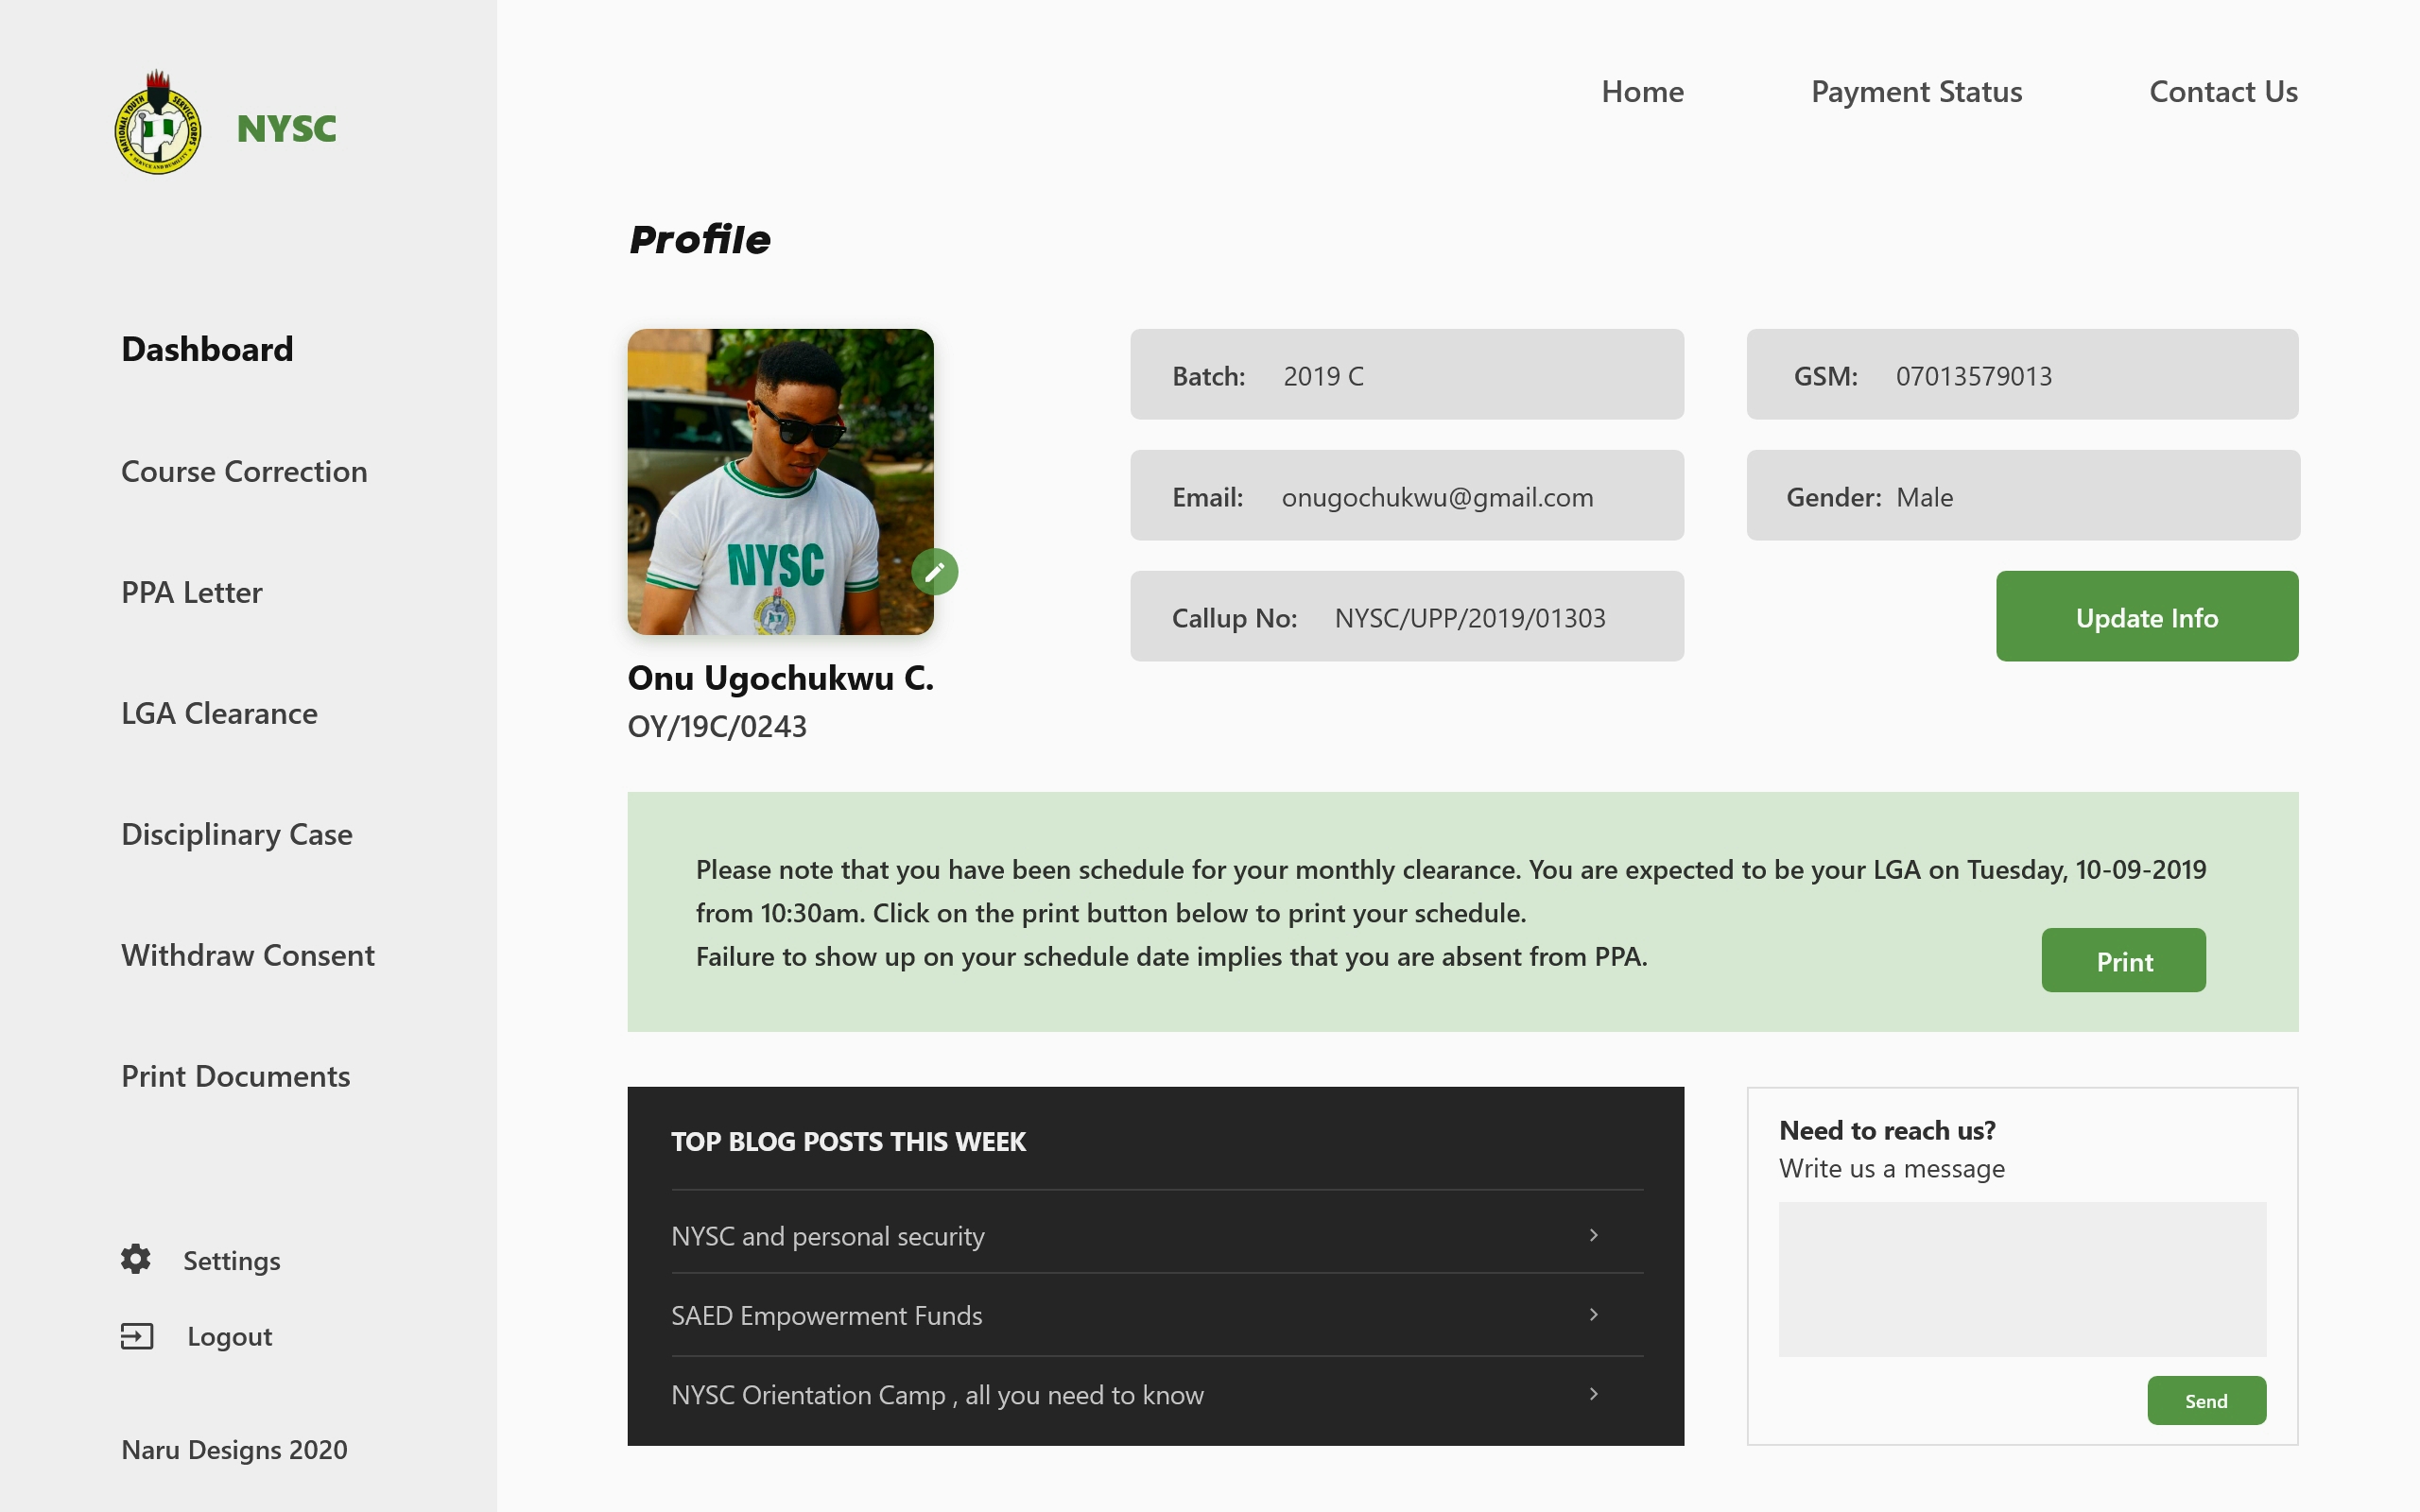 NATIONAL YOUTH SERVICE CORPS
SERVICE AND HUMILITY
NYSC
Home
Payment Status
Contact Us
Dashboard
Course Correction
PPA Letter
LGA Clearance
Disciplinary Case
Withdraw Consent
Print Documents
Settings
Logout
Naru Designs 2020
Profile
NYSC
Onu Ugochukwu C.
OY/19C/0243
Batch: 2019 C
GSM: 07013579013
Email: onugochukwu@gmail.com
Gender: Male
Callup No: NYSC/UPP/2019/01303
Update Info
Please note that you have been schedule for your monthly clearance. You are expected to be your LGA on Tuesday, 10-09-2019
from 10:30am. Click on the print button below to print your schedule.
Failure to show up on your schedule date implies that you are absent from PPA.
Print
TOP BLOG POSTS THIS WEEK
NYSC and personal security
SAED Empowerment Funds
NYSC Orientation Camp , all you need to know
Need to reach us?
Write us a message
Send